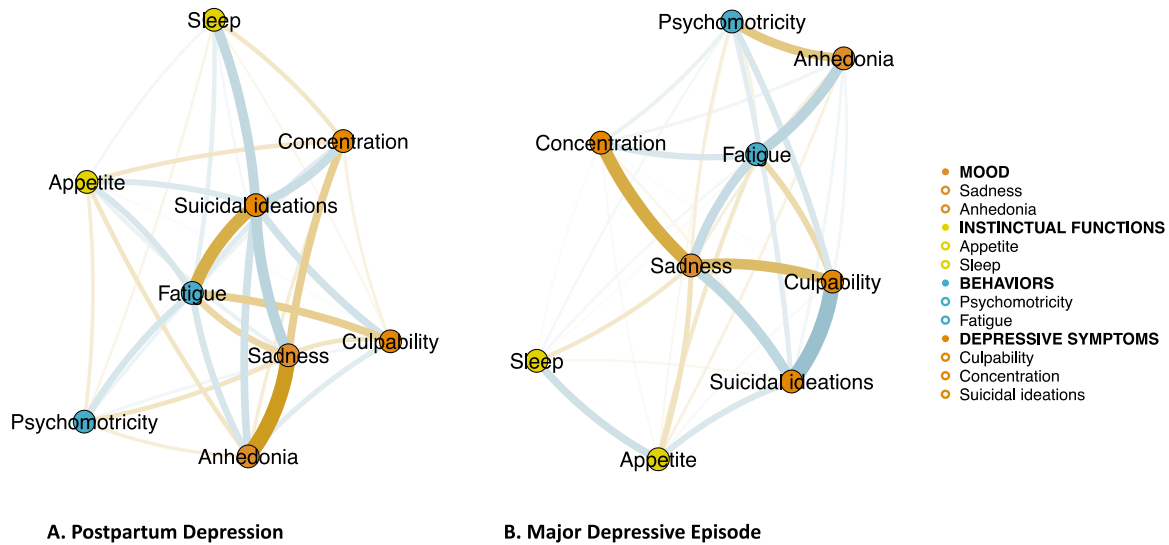 Sleep
Concentration
Appetite
Suicidal ideations
Fatigue
Culpability
Sadness
Psychomotricity
Anhedonia
A. Postpartum Depression
Psychomotricity
Anhedonia
Concentration
Fatigue
Sadness
Culpability
Sleep
Suicidal ideations
Appetite
B. Major Depressive Episode
MOOD
Sadness
Anhedonia
INSTINCTUAL FUNCTIONS
Appetite
Sleep
BEHAVIORS
Psychomotricity
Fatigue
DEPRESSIVE SYMPTOMS
Culpability
Concentration
Suicidal ideations